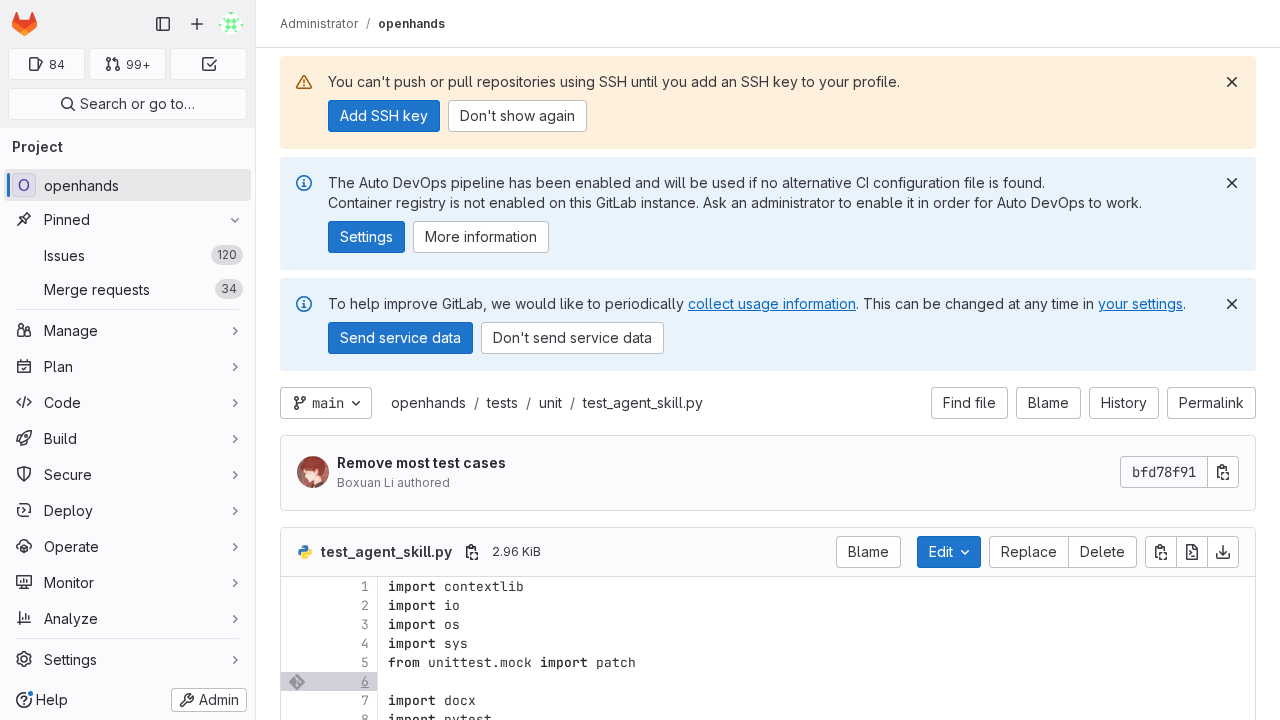 Administrator / openhands
84
99+
Search or go to…
Project
O openhands
Pinned
Issues 120
Merge requests 34
Manage
Plan
Code
Build
Secure
Deploy
Operate
Monitor
Analyze
Settings
Help
Admin
You can't push or pull repositories using SSH until you add an SSH key to your profile.
Add SSH key
Don't show again
The Auto DevOps pipeline has been enabled and will be used if no alternative CI configuration file is found.
Container registry is not enabled on this GitLab instance. Ask an administrator to enable it in order for Auto DevOps to work.
Settings
More information
To help improve GitLab, we would like to periodically collect usage information. This can be changed at any time in your settings.
Send service data
Don't send service data
main
openhands / tests / unit / test_agent_skill.py
Find file
Blame
History
Permalink
Remove most test cases
Boxuan Li authored
bfd78f91
test_agent_skill.py
2.96 KiB
Blame
Edit
Replace
Delete
1 import contextlib
2 import io
3 import os
4 import sys
5 from unittest.mock import patch
6
7 import docx
8 import pytest